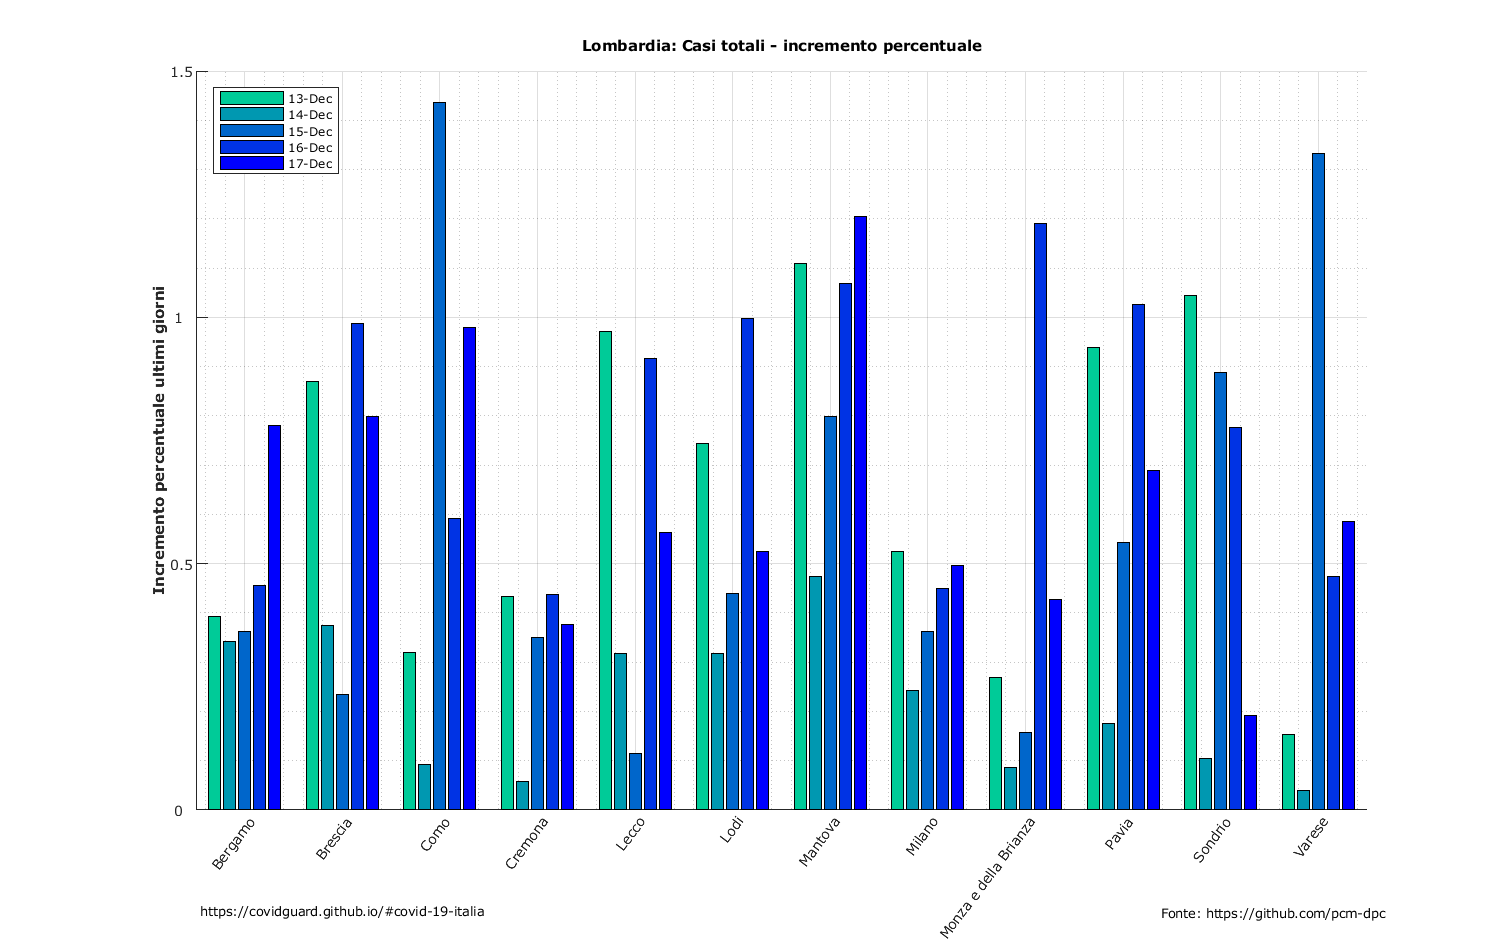 Lombardia: Casi totali - incremento percentuale
Incremento percentuale ultimi giorni
1.5
1
0.5
0
13-Dec
14-Dec
15-Dec
16-Dec
17-Dec
Bergamo
Brescia
Como
Cremona
Lecco
Lodi
Mantova
Milano
Monza e della Brianza
Pavia
Sondrio
Varese
https://covidguard.github.io/#covid-19-italia
Fonte: https://github.com/pcm-dpc